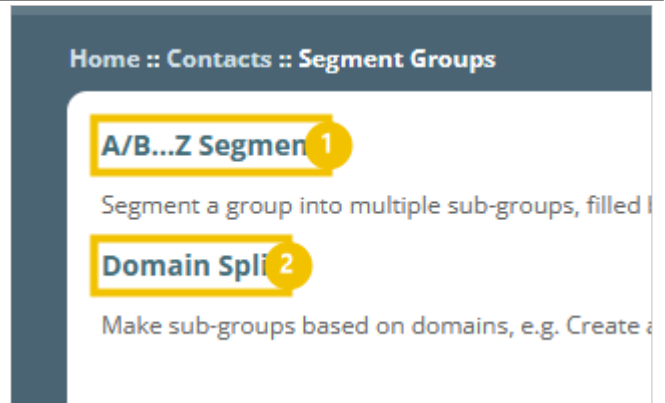 Home :: Contacts :: Segment Groups
A/B...Z Segmen 1
Segment a group into multiple sub-groups, filled
Domain Spli 2
Make sub-groups based on domains, e.g. Create